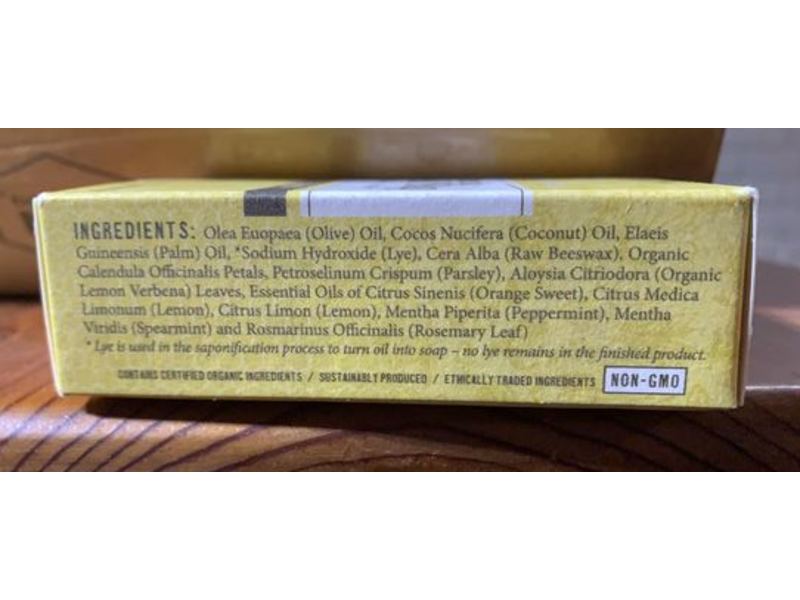 INGREDIENTS: Olea Euopaea (Olive) Oil, Cocos Nucifera (Coconut) Oil, Elaeis
Guineensis (Palm) Oil, *Sodium Hydroxide (Lye), Cera Alba (Raw Beeswax), Organic
Calendula Officinalis Petals, Petroselinum Crispum (Parsley), Aloysia Citriodora (Organic
Lemon Verbena) Leaves, Essential Oils of Citrus Sinenis (Orange Sweet), Citrus Medica
Limonum (Lemon), Citrus Limon (Lemon), Mentha Piperita (Peppermint), Mentha
Viridis (Spearmint) and Rosmarinus Officinalis (Rosemary Leaf)
* Lye is used in the saponification process to turn oil into soap – no lye remains in the finished product.
CONTAINS CERTIFIED ORGANIC INGREDIENTS / SUSTAINABLY PRODUCED / ETHICALLY TRADED INGREDIENTS NON-GMO